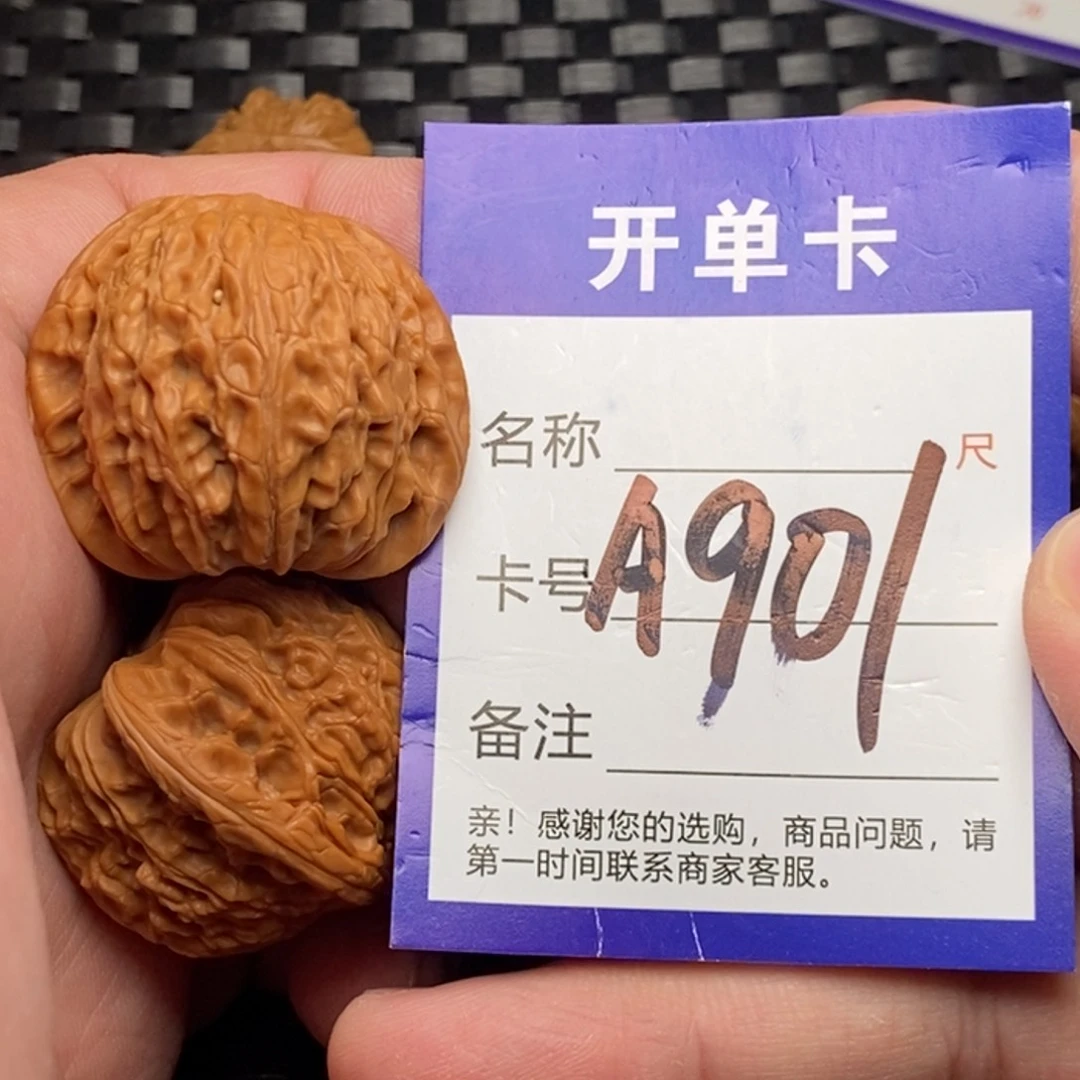 开单卡
名称
尺
卡号 A901
备注
亲！感谢您的选购，商品问题，请
第一时间联系商家客服。